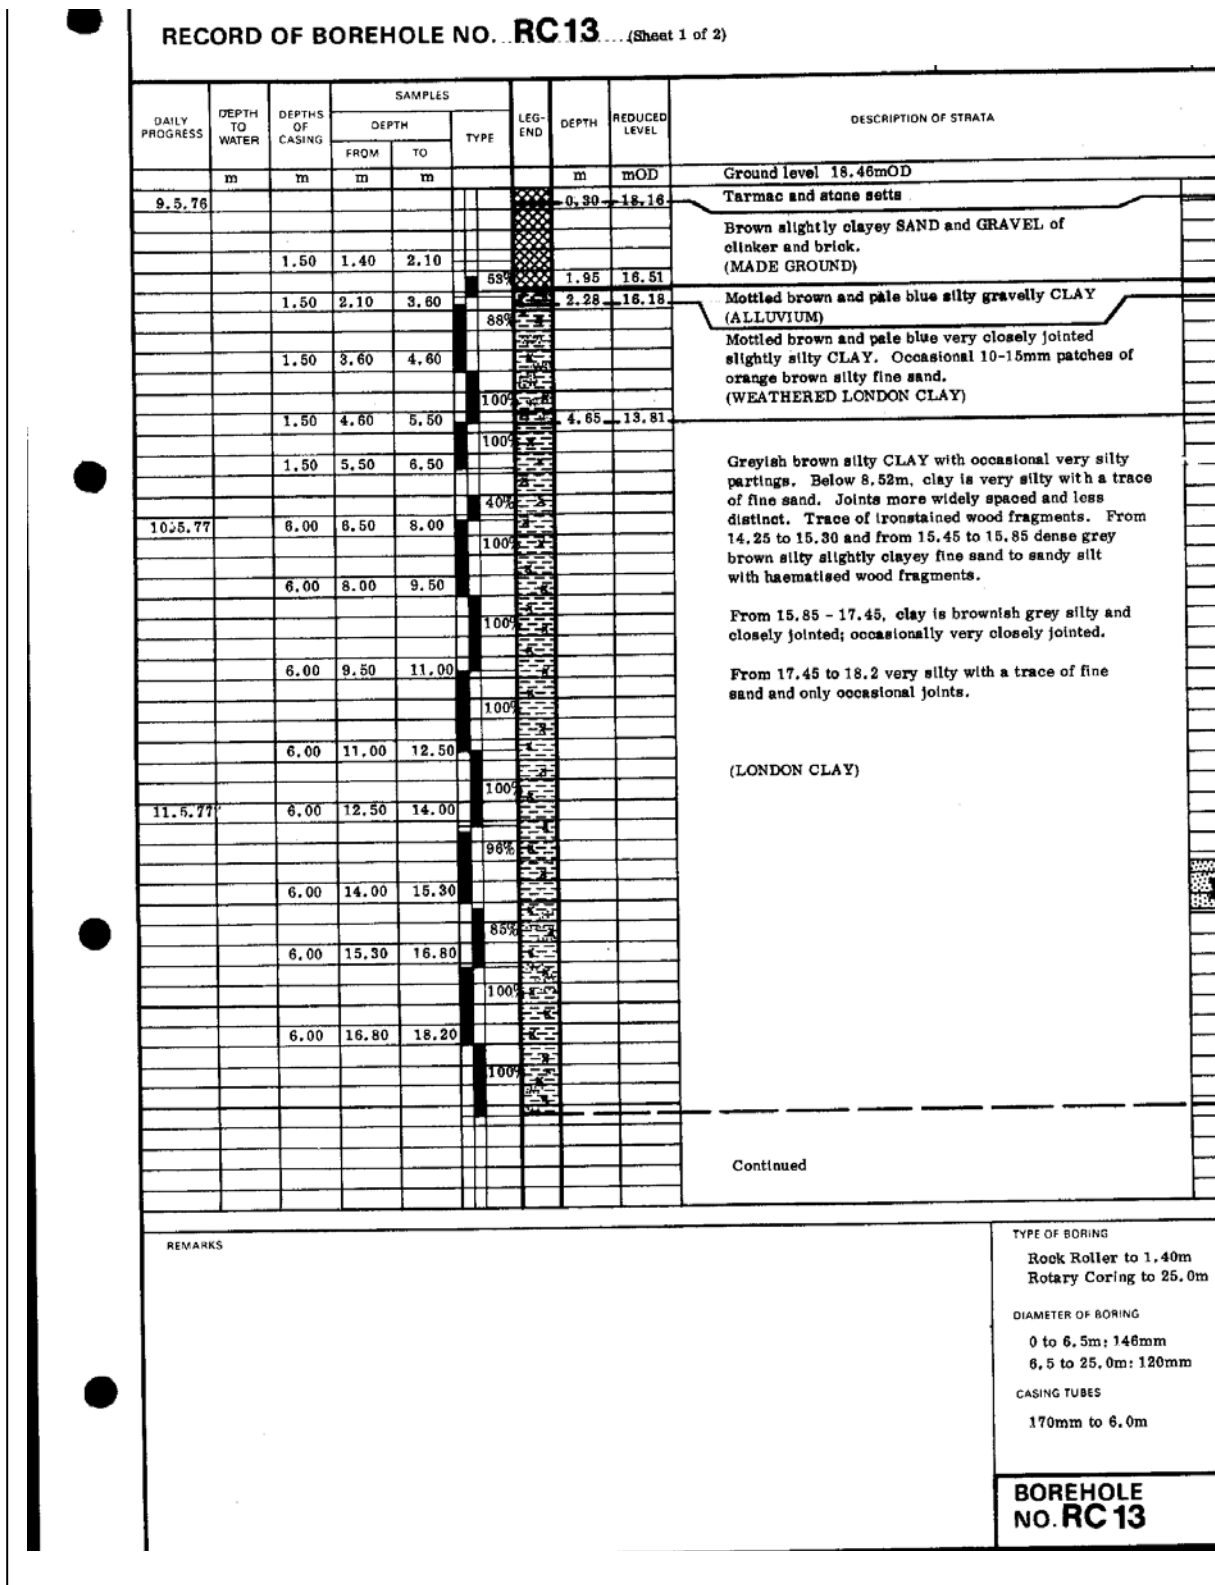 RECORD OF BOREHOLE NO. RC13 (Sheet 1 of 2)
DAILY PROGRESS
DEPTH TO WATER
DEPTHS OF CASING
SAMPLES
DEPTH
FROM
TO
TYPE
LEG-END
DEPTH
REDUCED LEVEL
DESCRIPTION OF STRATA
m m m m m mOD Ground level 18.46mOD
9.5.76 0.30 18.16 Tarmac and stone setts
Brown slightly clayey SAND and GRAVEL of
clinker and brick.
1.50 1.40 2.10 (MADE GROUND)
53% 1.95 16.51
1.50 2.10 3.60 2.28 16.18 Mottled brown and pale blue silty gravelly CLAY
88% (ALLUVIUM)
Mottled brown and pale blue very closely jointed
1.50 3.60 4.60 slightly silty CLAY. Occasional 10-15mm patches of
orange brown silty fine sand.
100% (WEATHERED LONDON CLAY)
1.50 4.60 5.50 4.65 13.81
100%
1.50 5.50 6.50 Greyish brown silty CLAY with occasional very silty
partings. Below 8.52m, clay is very silty with a trace
40% of fine sand. Joints more widely spaced and less
10.5.77 6.00 6.50 8.00 distinct. Trace of ironstained wood fragments. From
100% 14.25 to 15.30 and from 15.45 to 15.85 dense grey
brown silty slightly clayey fine sand to sandy silt
6.00 8.00 9.50 with haematised wood fragments.
100% From 15.85 - 17.45, clay is brownish grey silty and
closely jointed; occasionally very closely jointed.
6.00 9.50 11.00 From 17.45 to 18.2 very silty with a trace of fine
sand and only occasional joints.
100%
6.00 11.00 12.50
(LONDON CLAY)
100%
11.5.77 6.00 12.50 14.00
96%
6.00 14.00 15.30
85%
6.00 15.30 16.80
100%
6.00 16.80 18.20
100%
Continued
REMARKS
TYPE OF BORING
Rock Roller to 1.40m
Rotary Coring to 25.0m
DIAMETER OF BORING
0 to 6.5m: 146mm
6.5 to 25.0m: 120mm
CASING TUBES
170mm to 6.0m
BOREHOLE
NO. RC 13